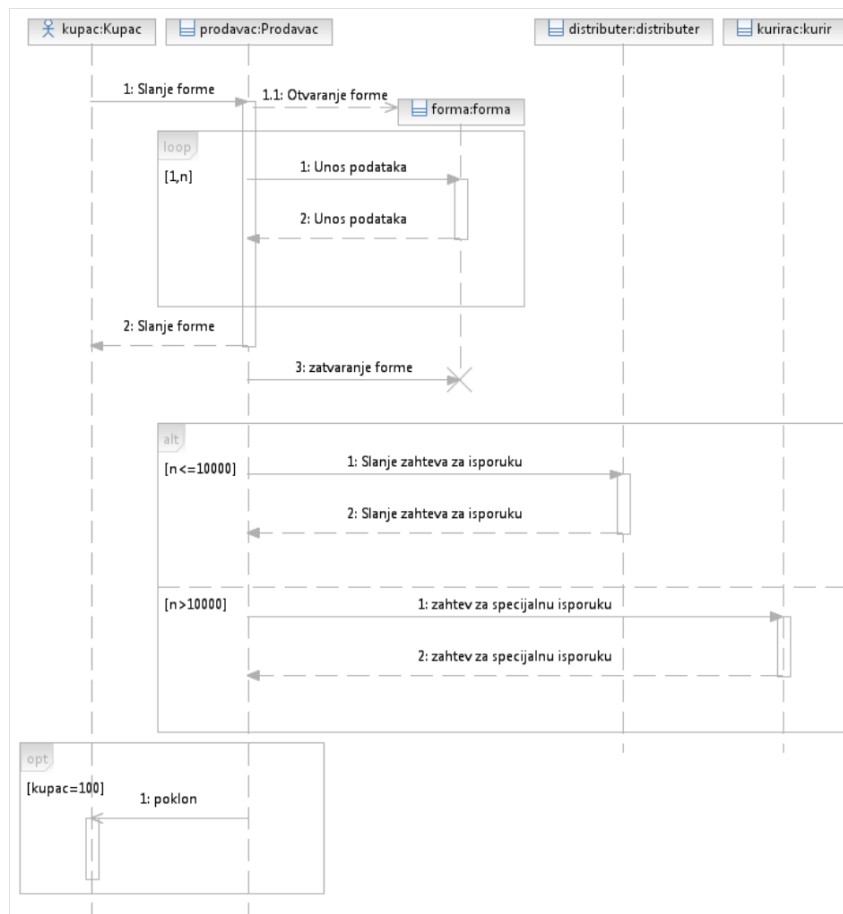 kupac:Kupac
prodavac:Prodavac
distributer:distributer
kurirac:kurir
1: Slanje forme
1.1: Otvaranje forme
forma:forma
loop
[1,n]
1: Unos podataka
2: Unos podataka
2: Slanje forme
3: zatvaranje forme
alt
[n<=10000]
1: Slanje zahteva za isporuku
2: Slanje zahteva za isporuku
[n>10000]
1: zahtev za specijalnu isporuku
2: zahtev za specijalnu isporuku
opt
[kupac=100]
1: poklon